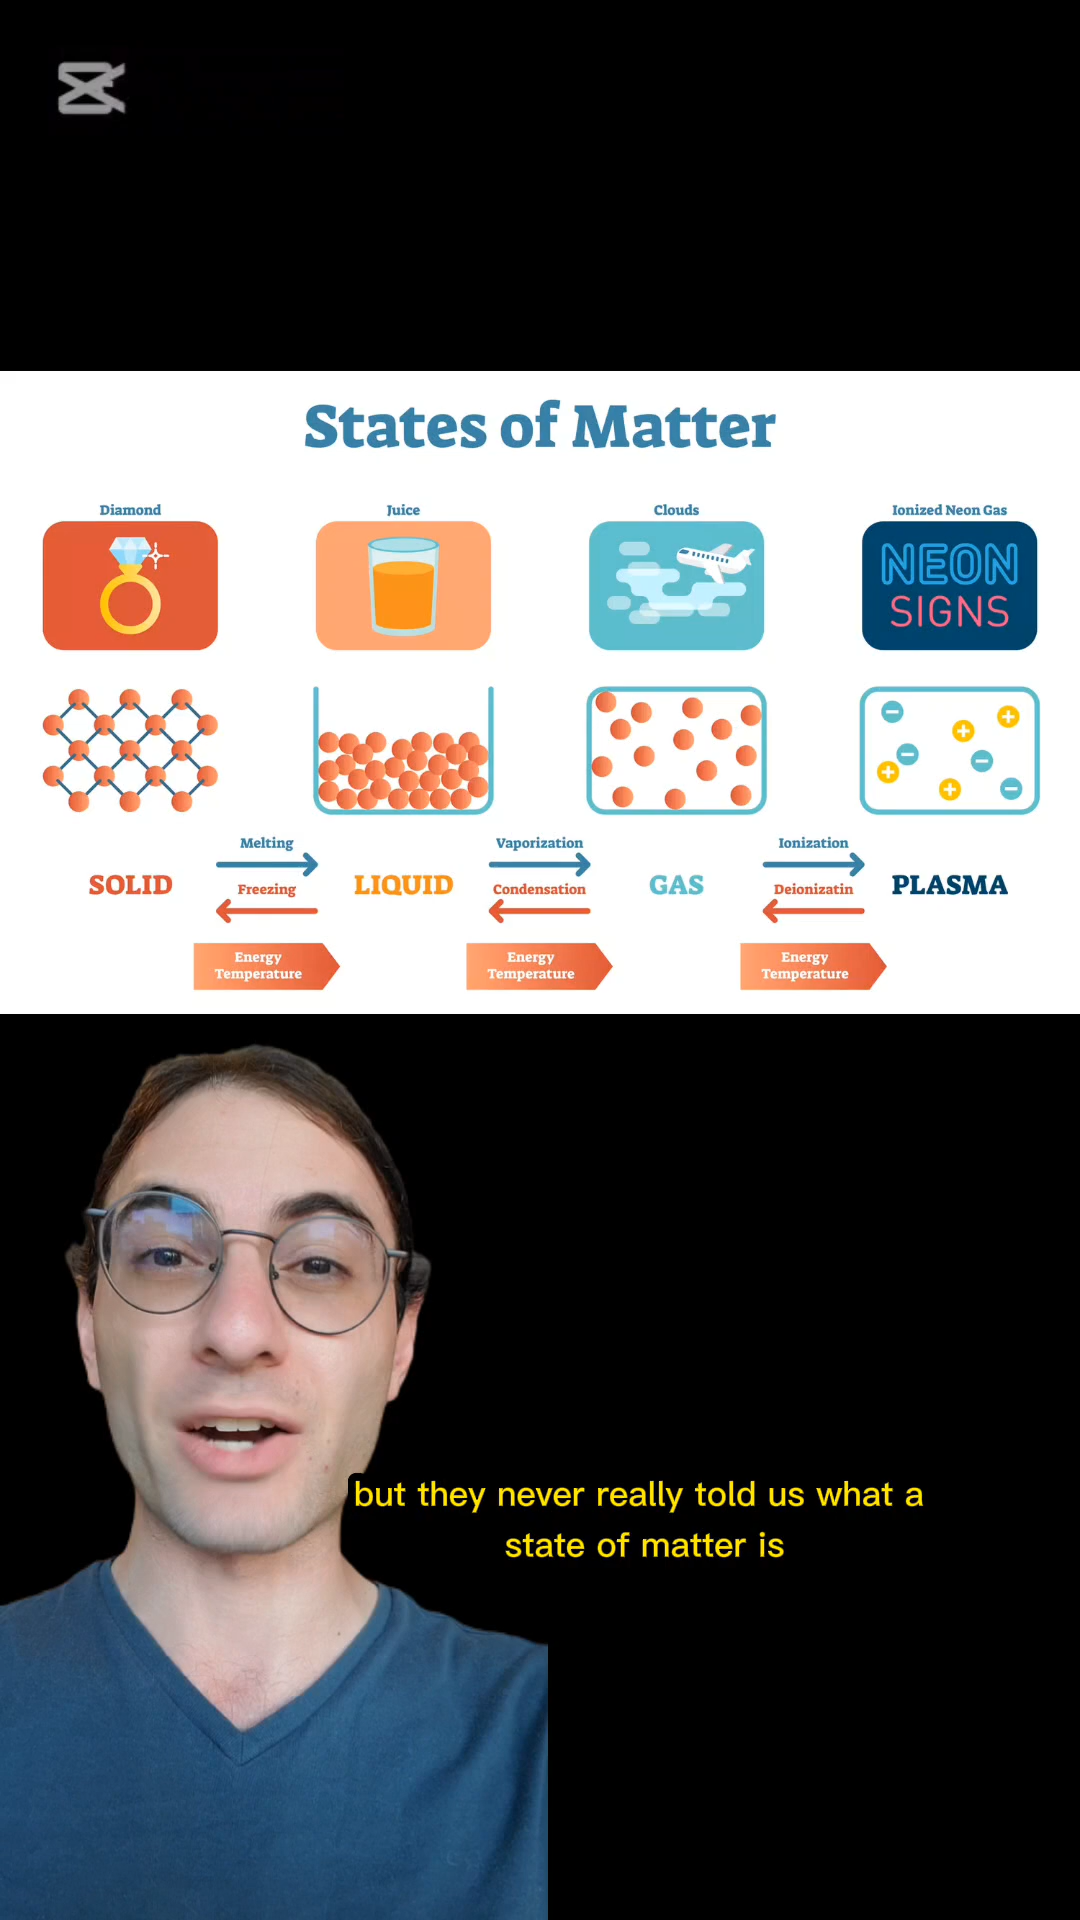 States of Matter
Diamond
Juice
Clouds
Ionized Neon Gas
NEON
SIGNS
Melting
Vaporization
Ionization
SOLID
Freezing
LIQUID
Condensation
GAS
Deionizatin
PLASMA
Energy
Temperature
Energy
Temperature
Energy
Temperature
but they never really told us what a
state of matter is